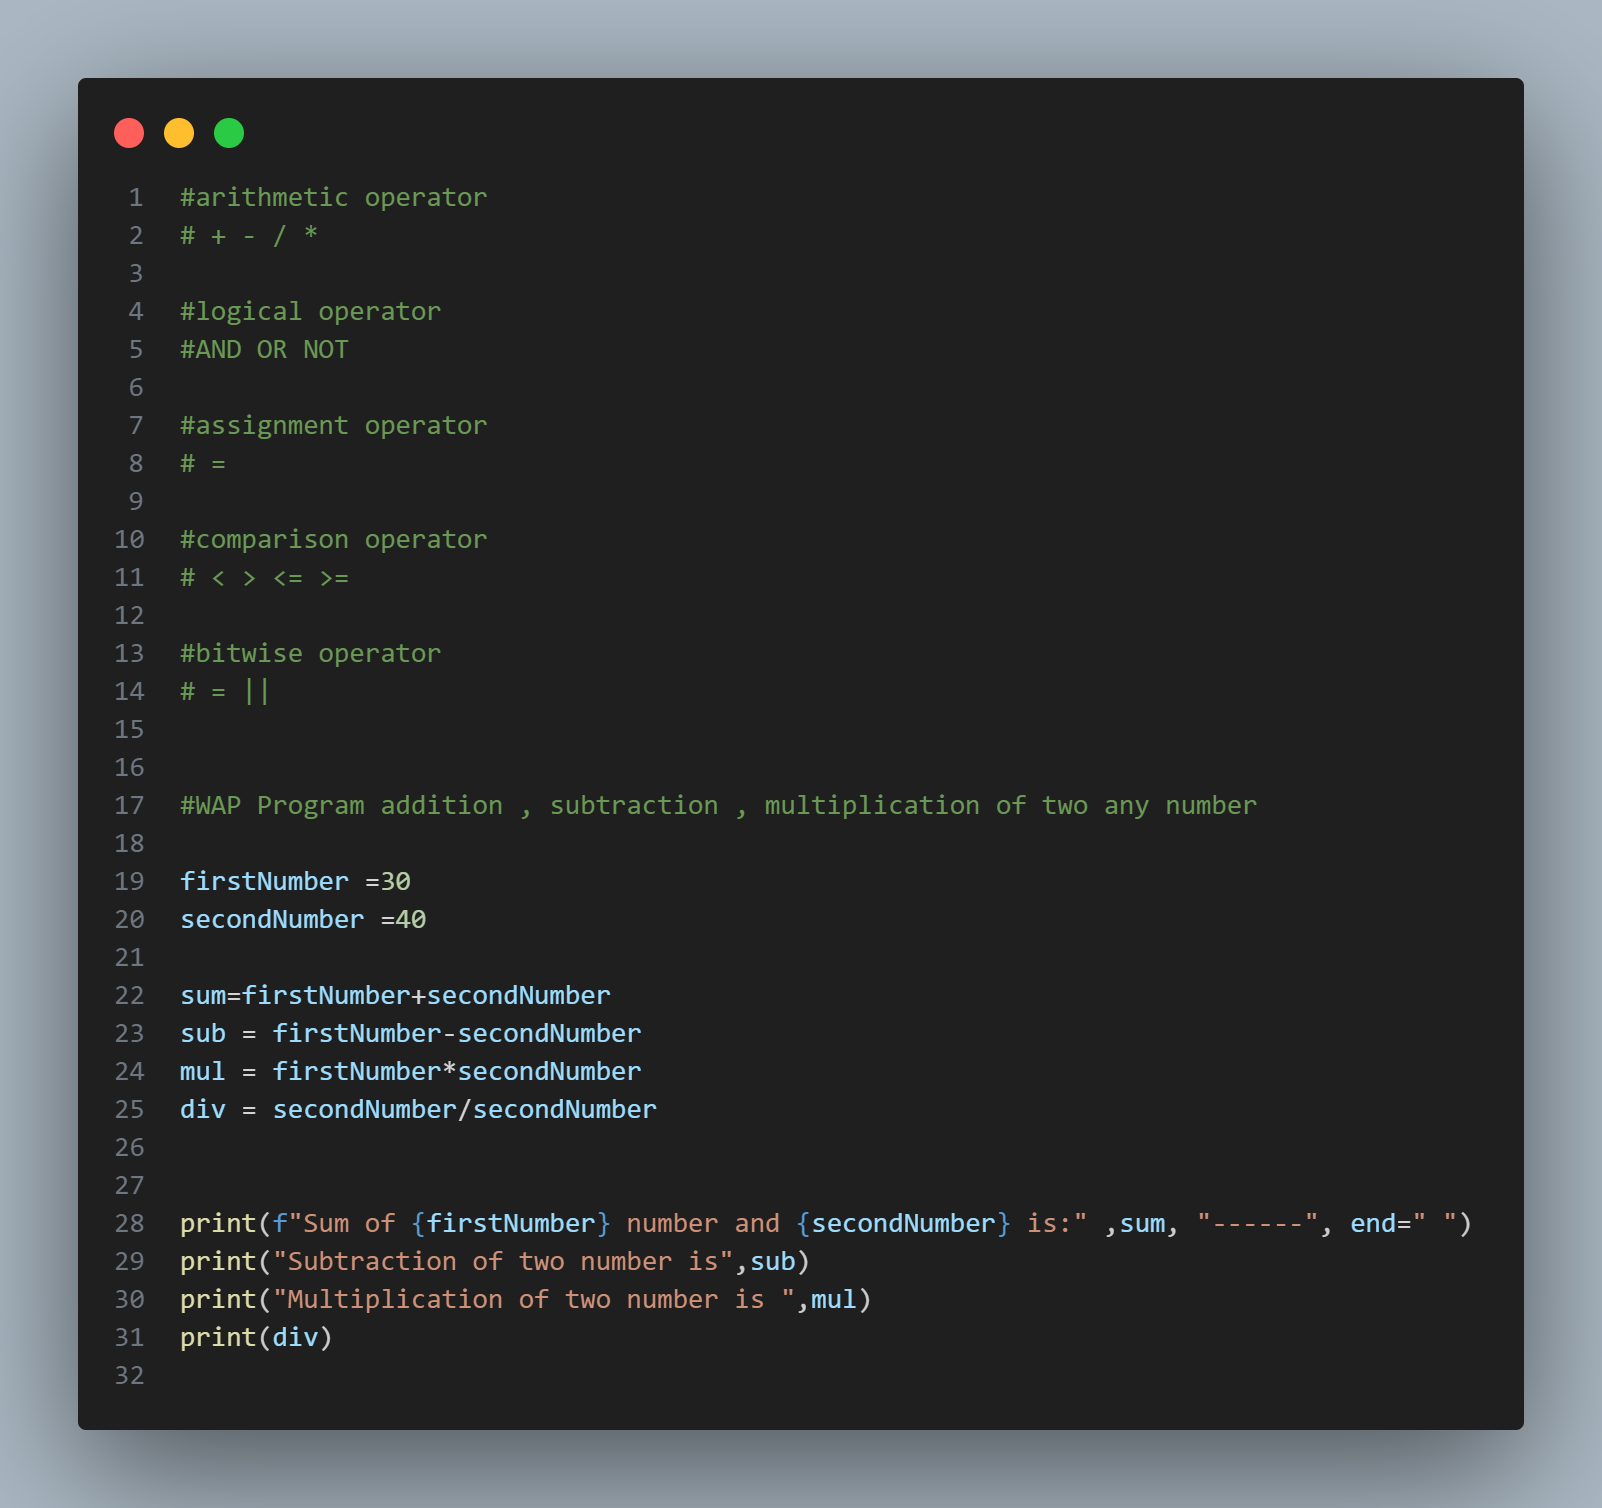 1 #arithmetic operator
2 # + - / *
3
4 #logical operator
5 #AND OR NOT
6
7 #assignment operator
8 # =
9
10 #comparison operator
11 # < > <= >=
12
13 #bitwise operator
14 # = ||
15
16
17 #WAP Program addition , subtraction , multiplication of two any number
18
19 firstNumber =30
20 secondNumber =40
21
22 sum=firstNumber+secondNumber
23 sub = firstNumber-secondNumber
24 mul = firstNumber*secondNumber
25 div = secondNumber/secondNumber
26
27
28 print(f"Sum of {firstNumber} number and {secondNumber} is:" ,sum, "------", end=" ")
29 print("Subtraction of two number is",sub)
30 print("Multiplication of two number is ",mul)
31 print(div)
32